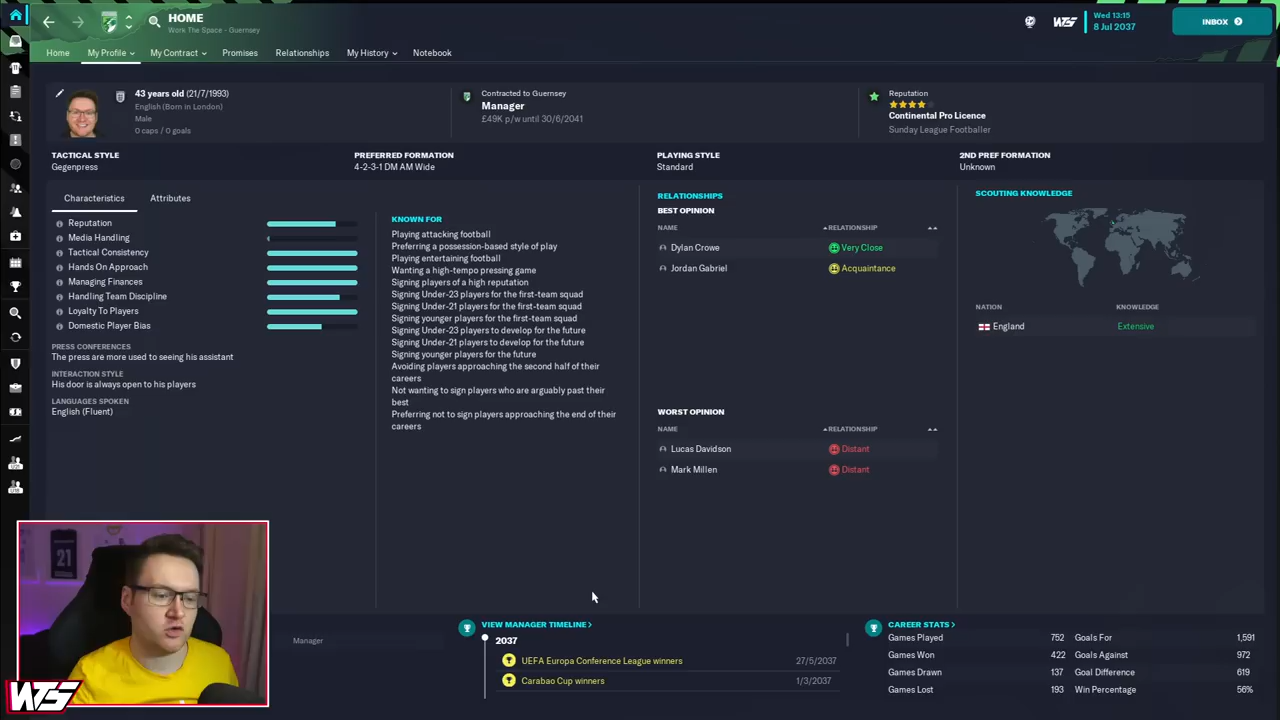 HOME
Work The Space - Guernsey
WTS
Wed 13:15
8 Jul 2037
INBOX
Home
My Profile
My Contract
Promises
Relationships
My History
Notebook
43 years old (21/7/1993)
English (Born in London)
Male
0 caps / 0 goals
Contracted to Guernsey
Manager
£49K p/w until 30/6/2041
Reputation
Continental Pro Licence
Sunday League Footballer
TACTICAL STYLE
Gegenpress
PREFERRED FORMATION
4-2-3-1 DM AM Wide
PLAYING STYLE
Standard
2ND PREF FORMATION
Unknown
Characteristics
Attributes
Reputation
Media Handling
Tactical Consistency
Hands On Approach
Managing Finances
Handling Team Discipline
Loyalty To Players
Domestic Player Bias
PRESS CONFERENCES
The press are more used to seeing his assistant
INTERACTION STYLE
His door is always open to his players
LANGUAGES SPOKEN
English (Fluent)
KNOWN FOR
Playing attacking football
Preferring a possession-based style of play
Playing entertaining football
Wanting a high-tempo pressing game
Signing players of a high reputation
Signing Under-23 players for the first-team squad
Signing Under-21 players for the first-team squad
Signing younger players for the first-team squad
Signing Under-23 players to develop for the future
Signing Under-21 players to develop for the future
Signing younger players for the future
Avoiding players approaching the second half of their
careers
Not wanting to sign players who are arguably past their
best
Preferring not to sign players approaching the end of their
careers
RELATIONSHIPS
BEST OPINION
NAME
RELATIONSHIP
Dylan Crowe
Very Close
Jordan Gabriel
Acquaintance
WORST OPINION
NAME
RELATIONSHIP
Lucas Davidson
Distant
Mark Millen
Distant
SCOUTING KNOWLEDGE
NATION
KNOWLEDGE
England
Extensive
21
WTS
Manager
VIEW MANAGER TIMELINE >
2037
UEFA Europa Conference League winners
27/5/2037
Carabao Cup winners
1/3/2037
CAREER STATS >
Games Played 752
Goals For 1,591
Games Won 422
Goals Against 972
Games Drawn 137
Goal Difference 619
Games Lost 193
Win Percentage 56%